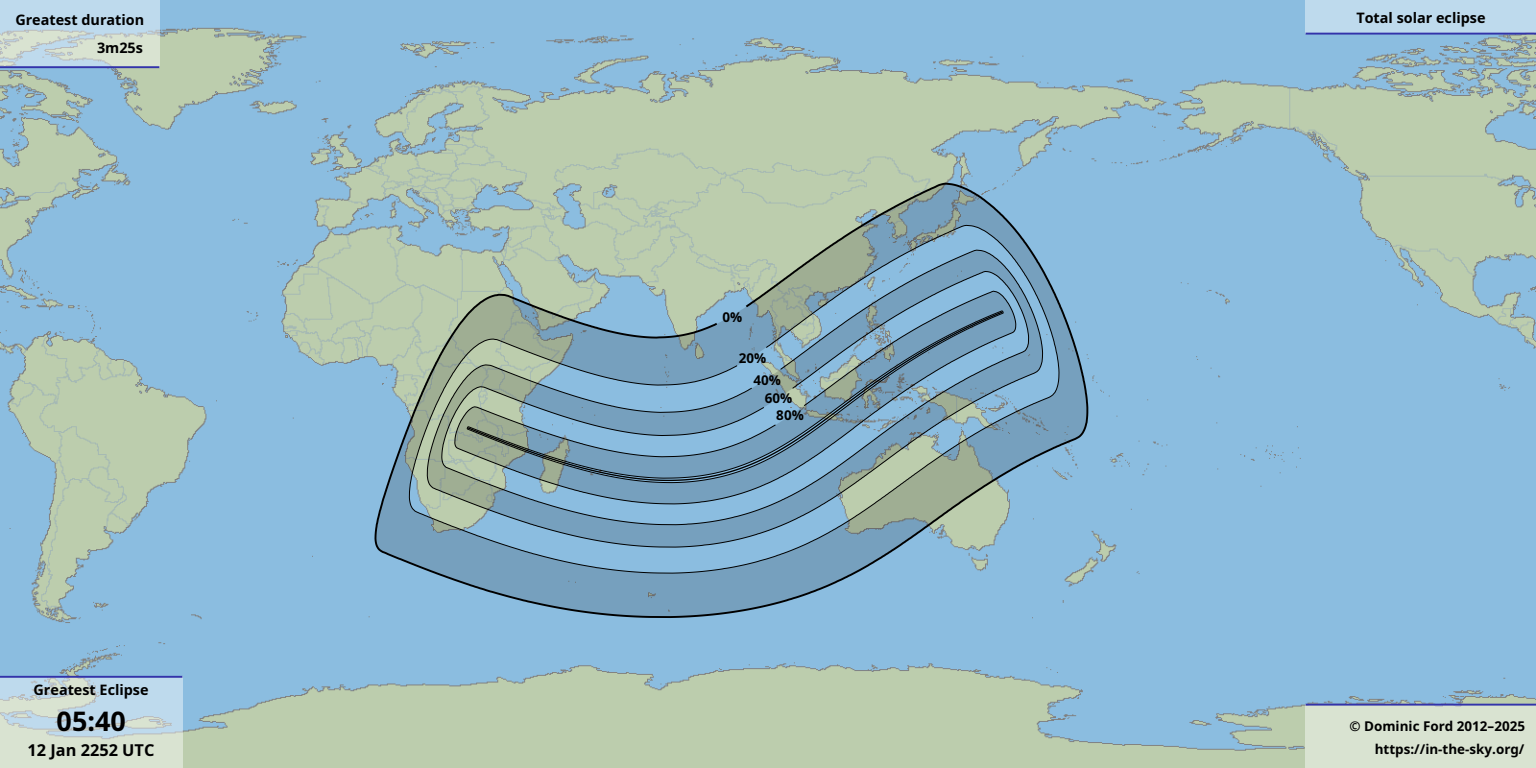 Greatest duration
3m25s
Total solar eclipse
0%
20%
40%
60%
80%
Greatest Eclipse
05:40
12 Jan 2252 UTC
© Dominic Ford 2012–2025
https://in-the-sky.org/